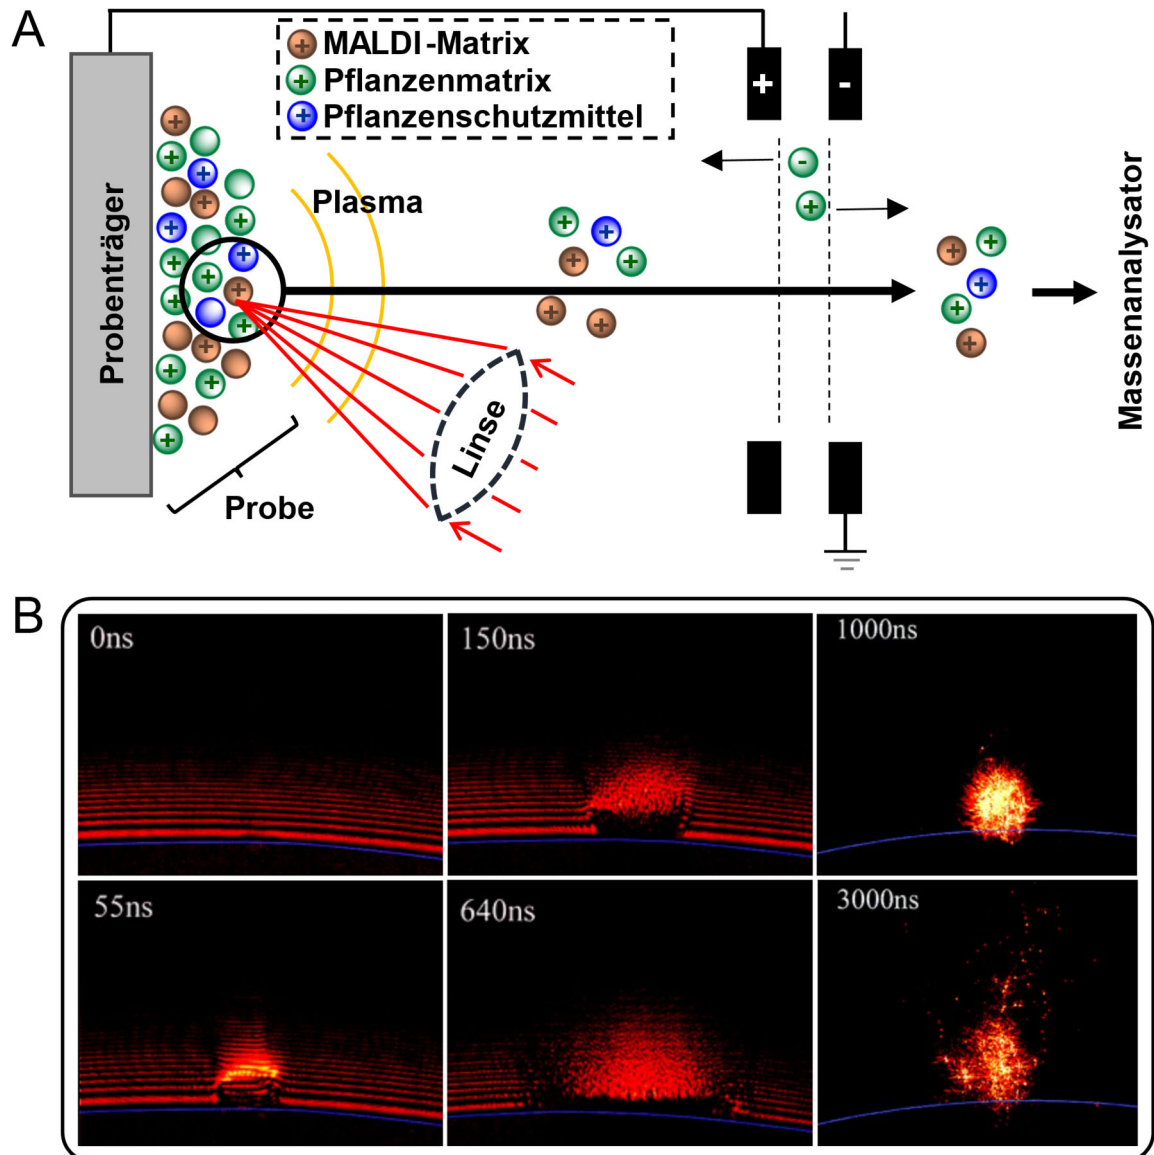 A
MALDI-Matrix
Pflanzenmatrix
Pflanzenschutzmittel
+
-
Probenträger
Plasma
Linse
Probe
Massenanalysator
B
0ns
150ns
1000ns
55ns
640ns
3000ns